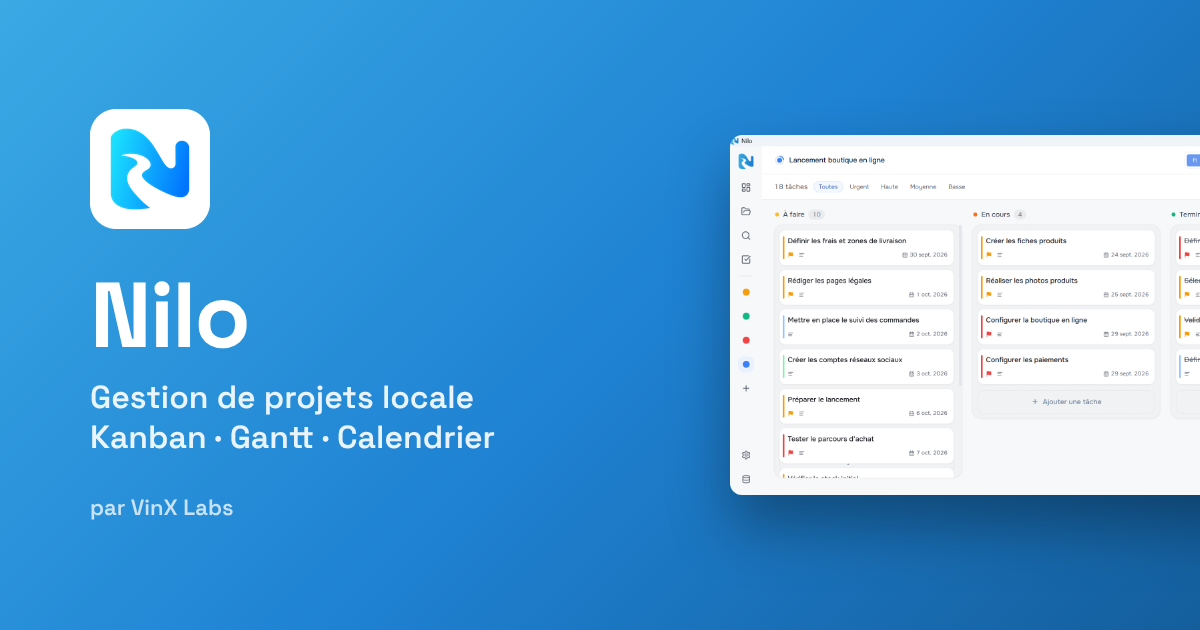 Nilo
Gestion de projets locale
Kanban · Gantt · Calendrier
par VinX Labs
Nilo
Lancement boutique en ligne
18 tâches Toutes Urgent Haute Moyenne Basse
À faire 10
Définir les frais et zones de livraison
30 sept. 2026
Rédiger les pages légales
1 oct. 2026
Mettre en place le suivi des commandes
2 oct. 2026
Créer les comptes réseaux sociaux
3 oct. 2026
Préparer le lancement
6 oct. 2026
Tester le parcours d'achat
7 oct. 2026
En cours 4
Créer les fiches produits
24 sept. 2026
Réaliser les photos produits
26 sept. 2026
Configurer la boutique en ligne
29 sept. 2026
Configurer les paiements
29 sept. 2026
+ Ajouter une tâche